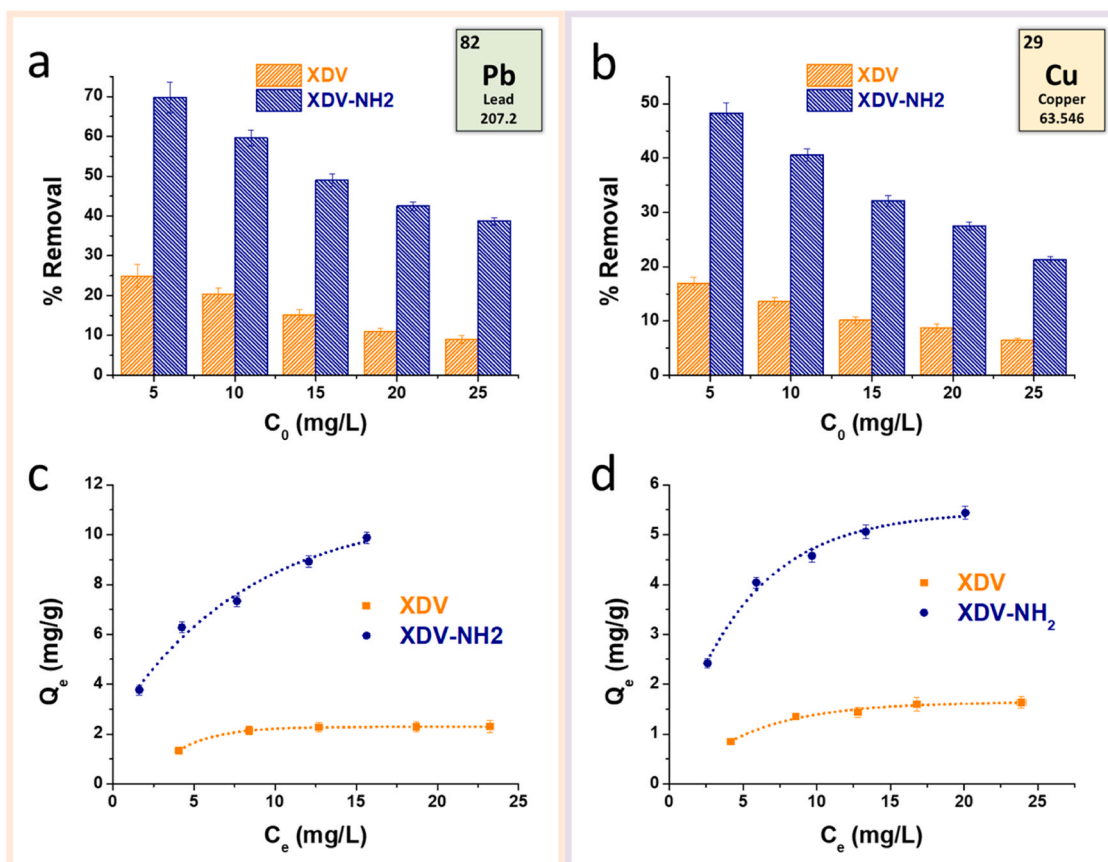 a
XDV
XDV-NH2
82
Pb
Lead
207.2
% Removal
70
60
50
40
30
20
10
0
5 10 15 20 25
C₀ (mg/L)
b
XDV
XDV-NH2
29
Cu
Copper
63.546
% Removal
50
40
30
20
10
0
5 10 15 20 25
C₀ (mg/L)
c
XDV
XDV-NH2
Qₑ (mg/g)
12
10
8
6
4
2
0
0 5 10 15 20 25
Cₑ (mg/L)
d
XDV
XDV-NH₂
Qₑ (mg/g)
6
5
4
3
2
1
0
0 5 10 15 20 25
Cₑ (mg/L)